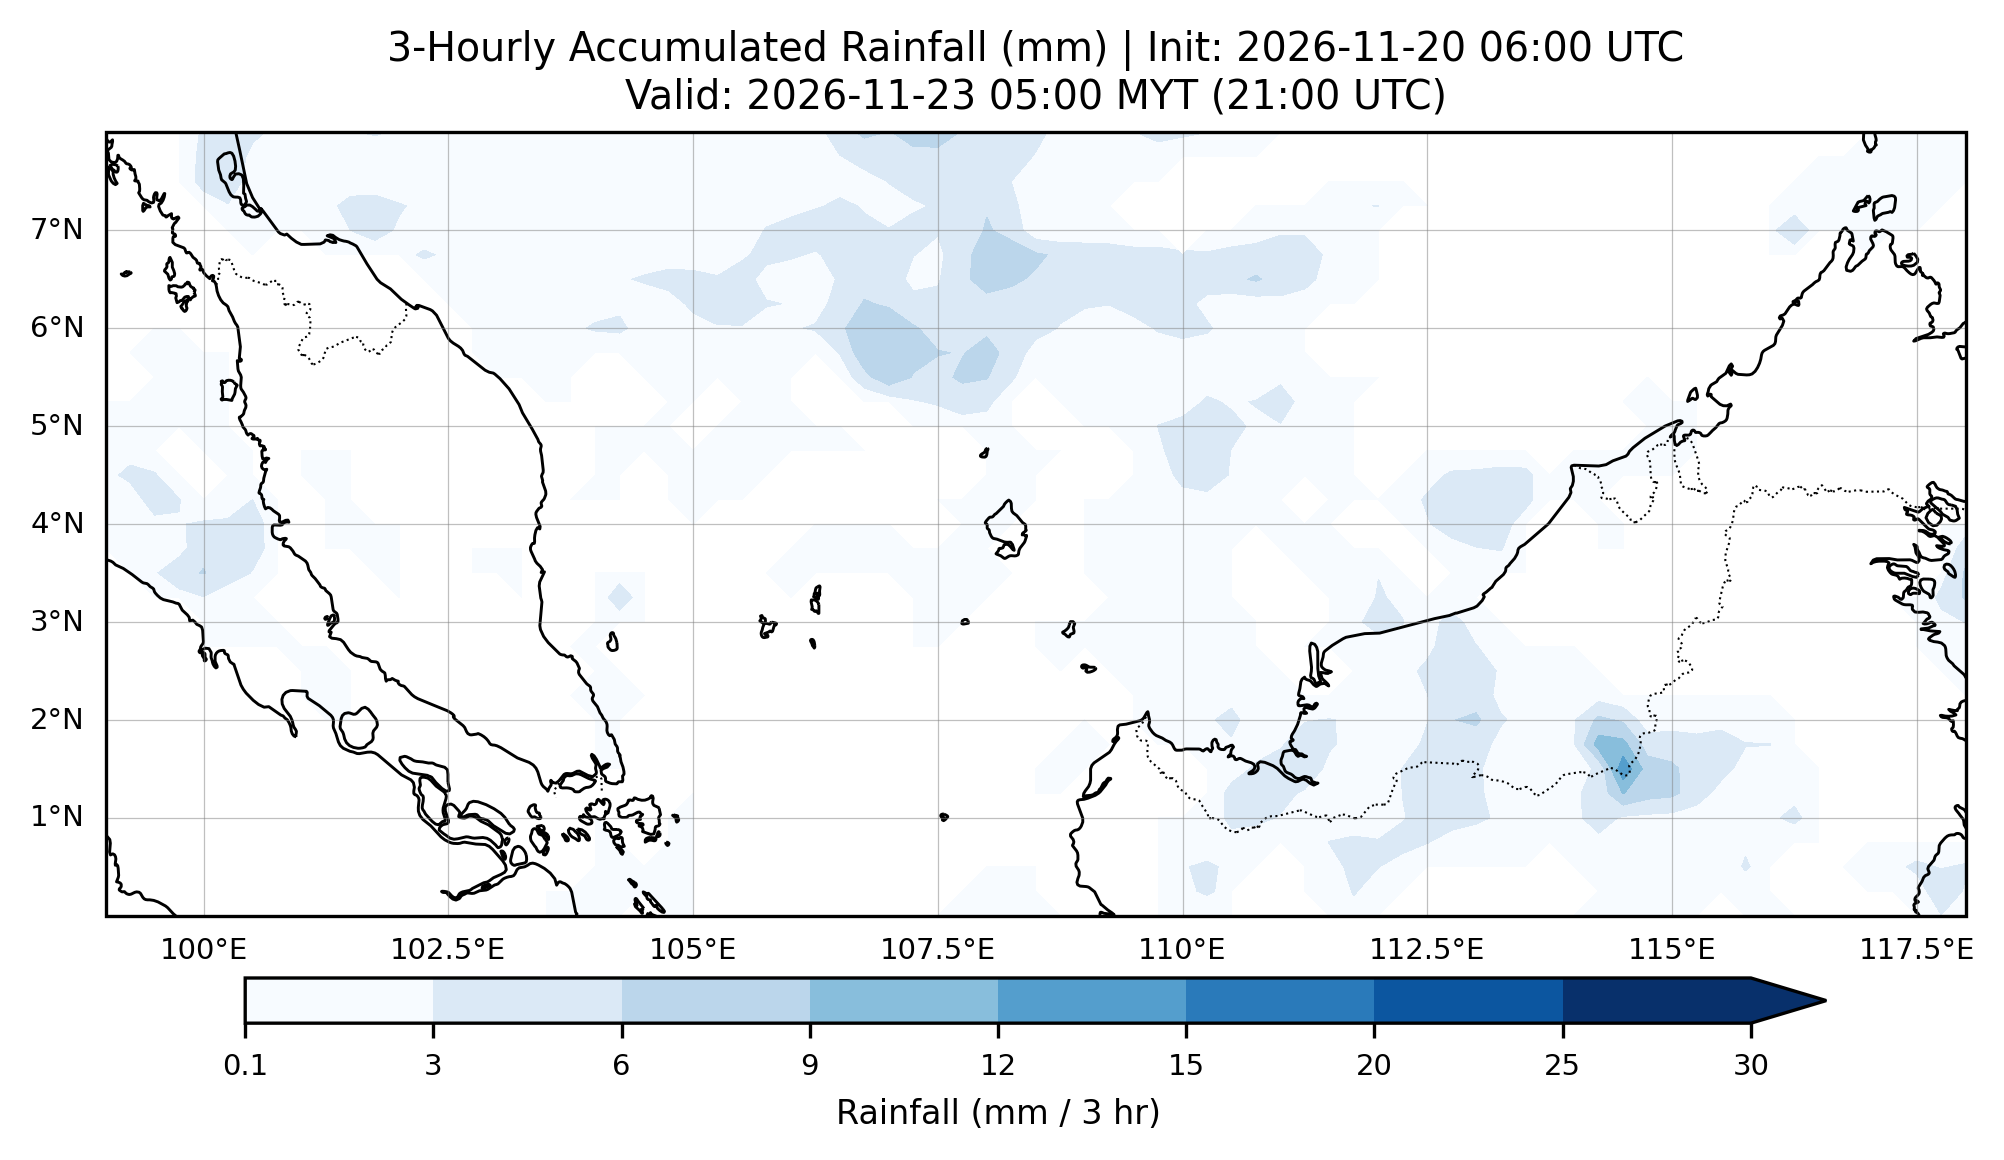 3-Hourly Accumulated Rainfall (mm) | Init: 2026-11-20 06:00 UTC
Valid: 2026-11-23 05:00 MYT (21:00 UTC)
7°N
6°N
5°N
4°N
3°N
2°N
1°N
100°E 102.5°E 105°E 107.5°E 110°E 112.5°E 115°E 117.5°E
0.1 3 6 9 12 15 20 25 30
Rainfall (mm / 3 hr)